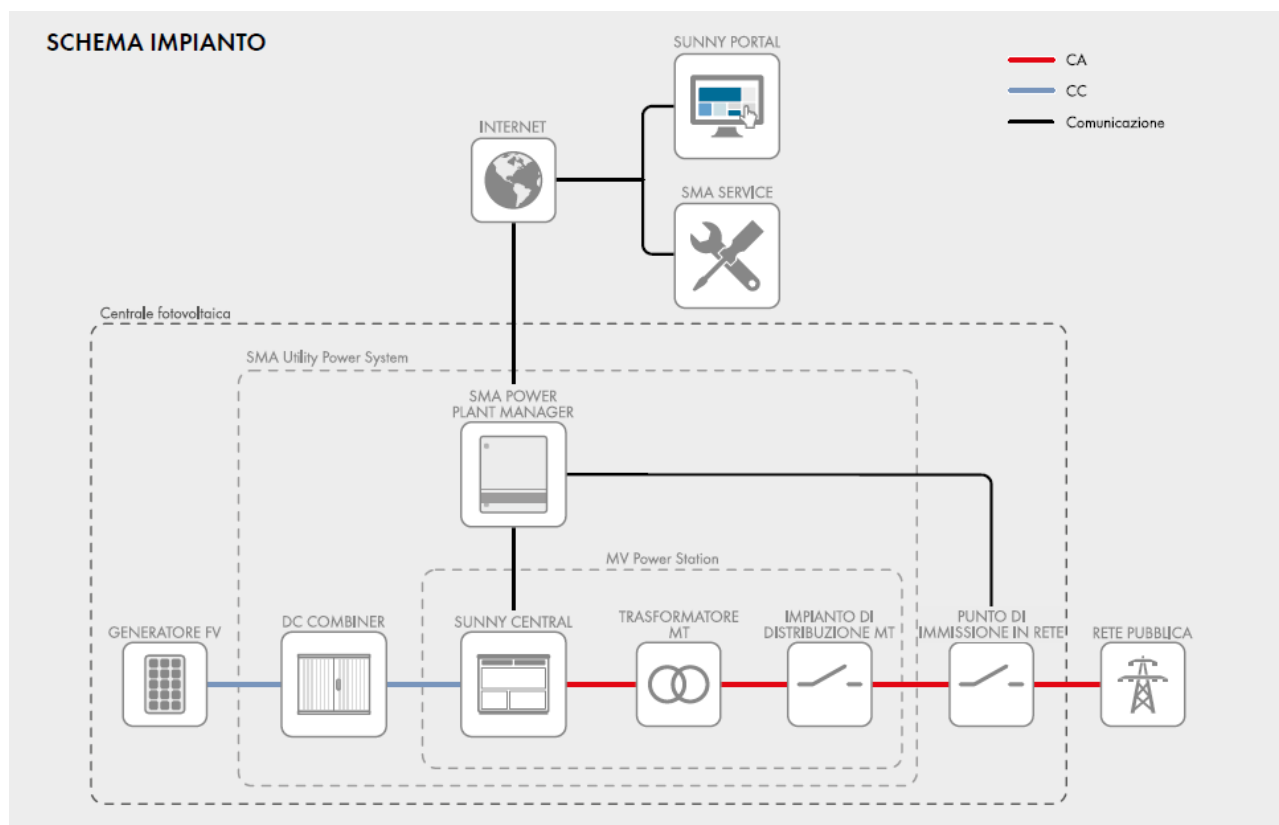 SCHEMA IMPIANTO
SUNNY PORTAL
CA
CC
Comunicazione
INTERNET
SMA SERVICE
Centrale fotovoltaica
SMA Utility Power System
SMA POWER
PLANT MANAGER
MV Power Station
GENERATORE FV
DC COMBINER
SUNNY CENTRAL
TRASFORMATORE
MT
IMPIANTO DI
DISTRIBUZIONE MT
PUNTO DI
IMMISSIONE IN RETE
RETE PUBBLICA